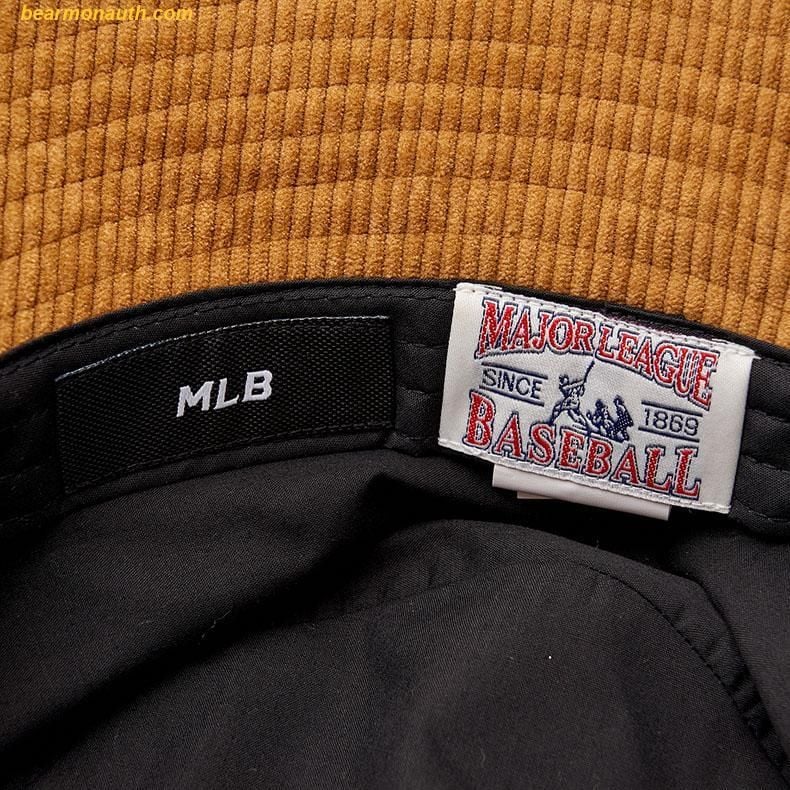 bearmonauth.com
MLB
MAJOR LEAGUE
SINCE 1869
BASEBALL